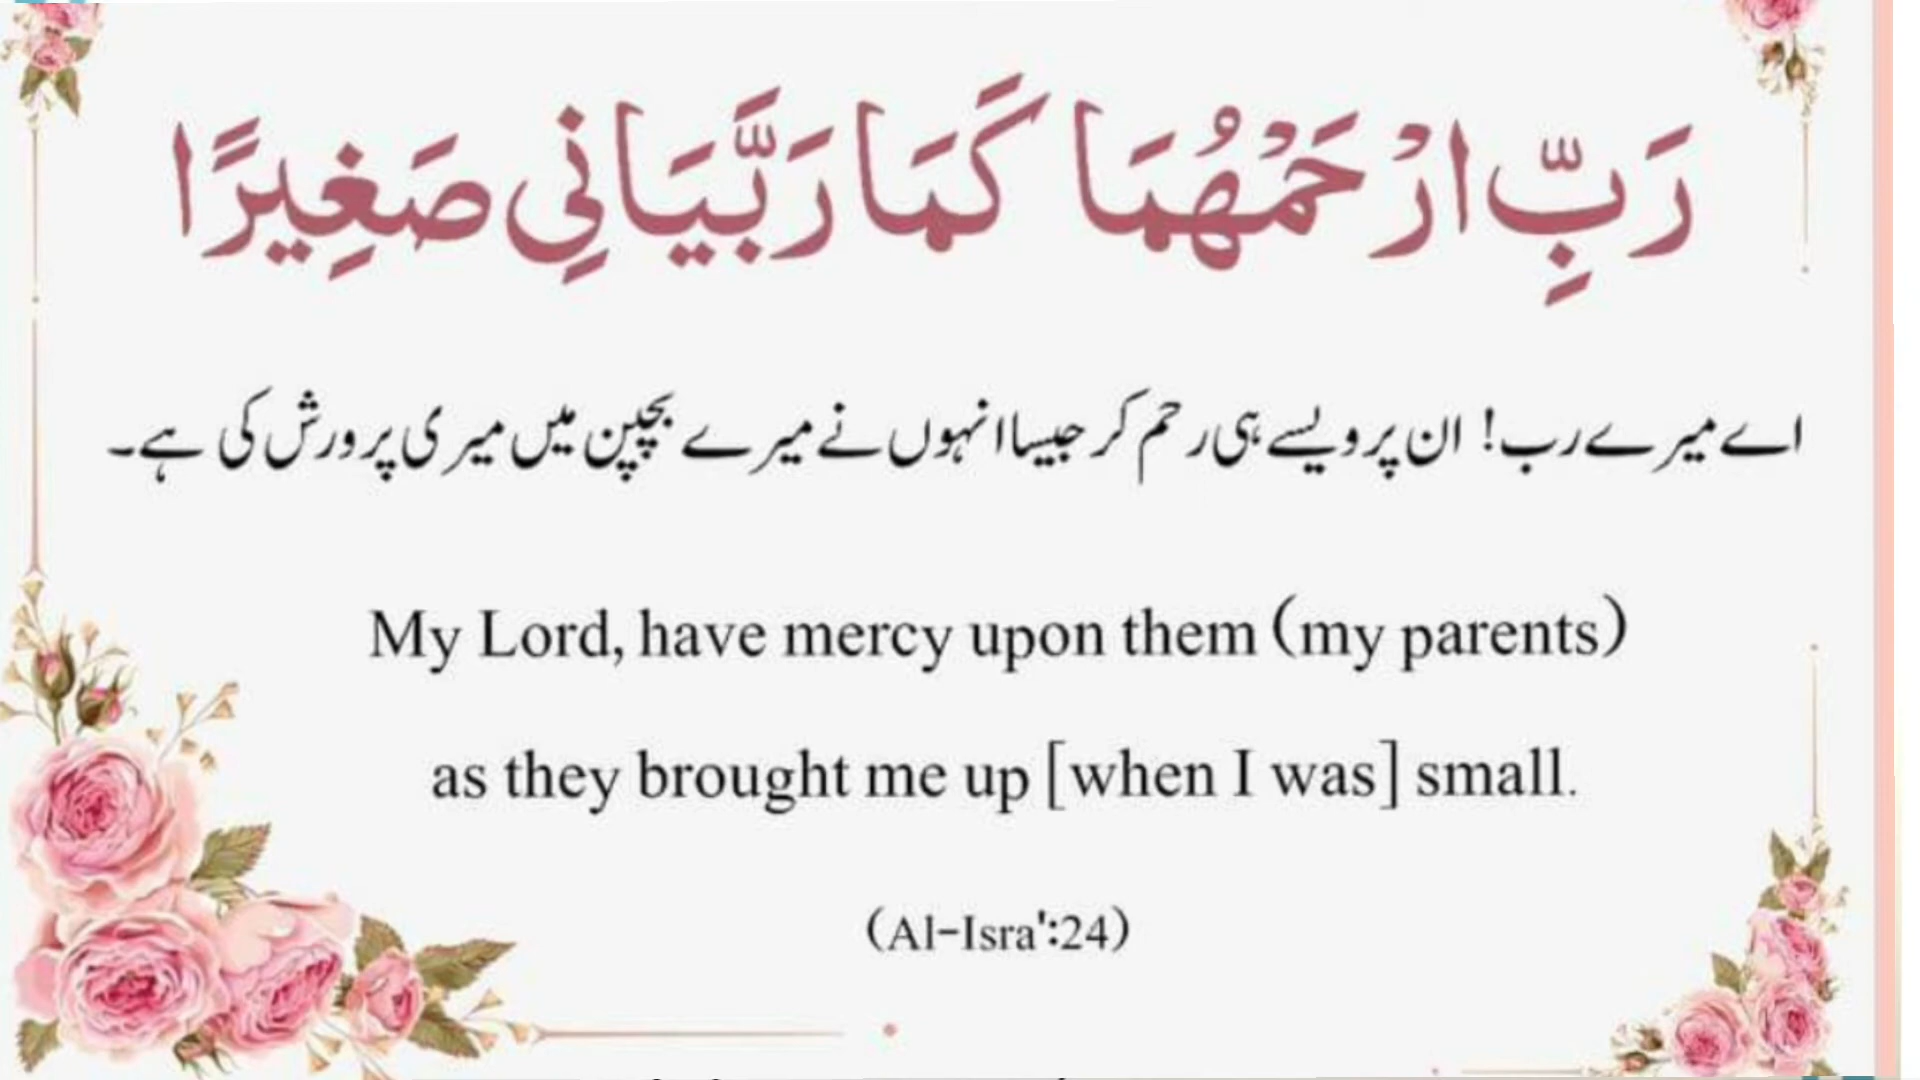 رَبِّ ارْحَمْهُمَا كَمَا رَبَّيَانِي صَغِيرًا
اے میرے رب! ان پر ویسے ہی رحم کر جیسا انہوں نے میرے بچپن میں میری پرورش کی ہے۔
My Lord, have mercy upon them (my parents)
as they brought me up [when I was] small.
(Al-Isra':24)